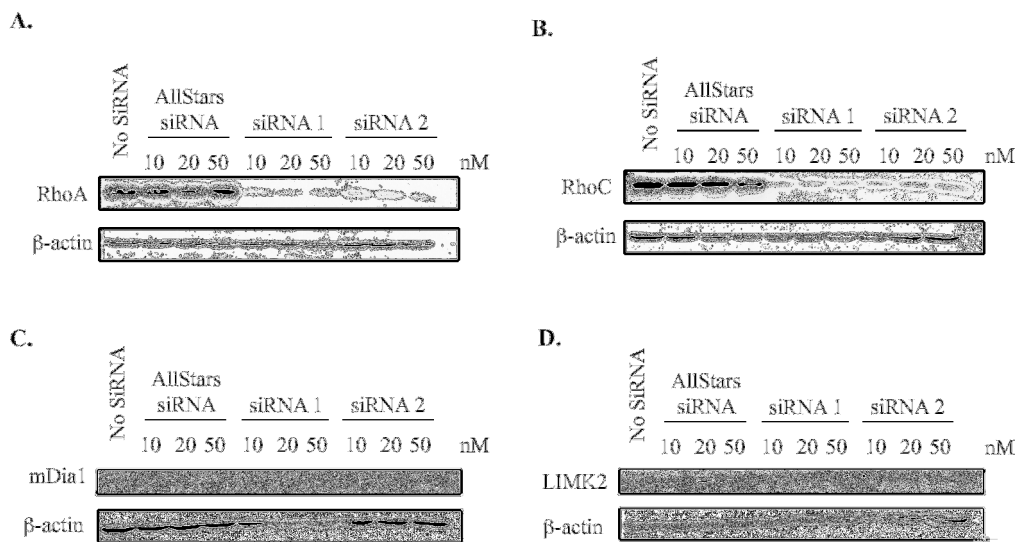 A.
No SiRNA
AllStars
siRNA
siRNA 1
siRNA 2
10 20 50 10 20 50 10 20 50 nM
RhoA
β-actin
B.
No SiRNA
AllStars
siRNA
siRNA 1
siRNA 2
10 20 50 10 20 50 10 20 50 nM
RhoC
β-actin
C.
No SiRNA
AllStars
siRNA
siRNA 1
siRNA 2
10 20 50 10 20 50 10 20 50 nM
mDia1
β-actin
D.
No SiRNA
AllStars
siRNA
siRNA 1
siRNA 2
10 20 50 10 20 50 10 20 50 nM
LIMK2
β-actin